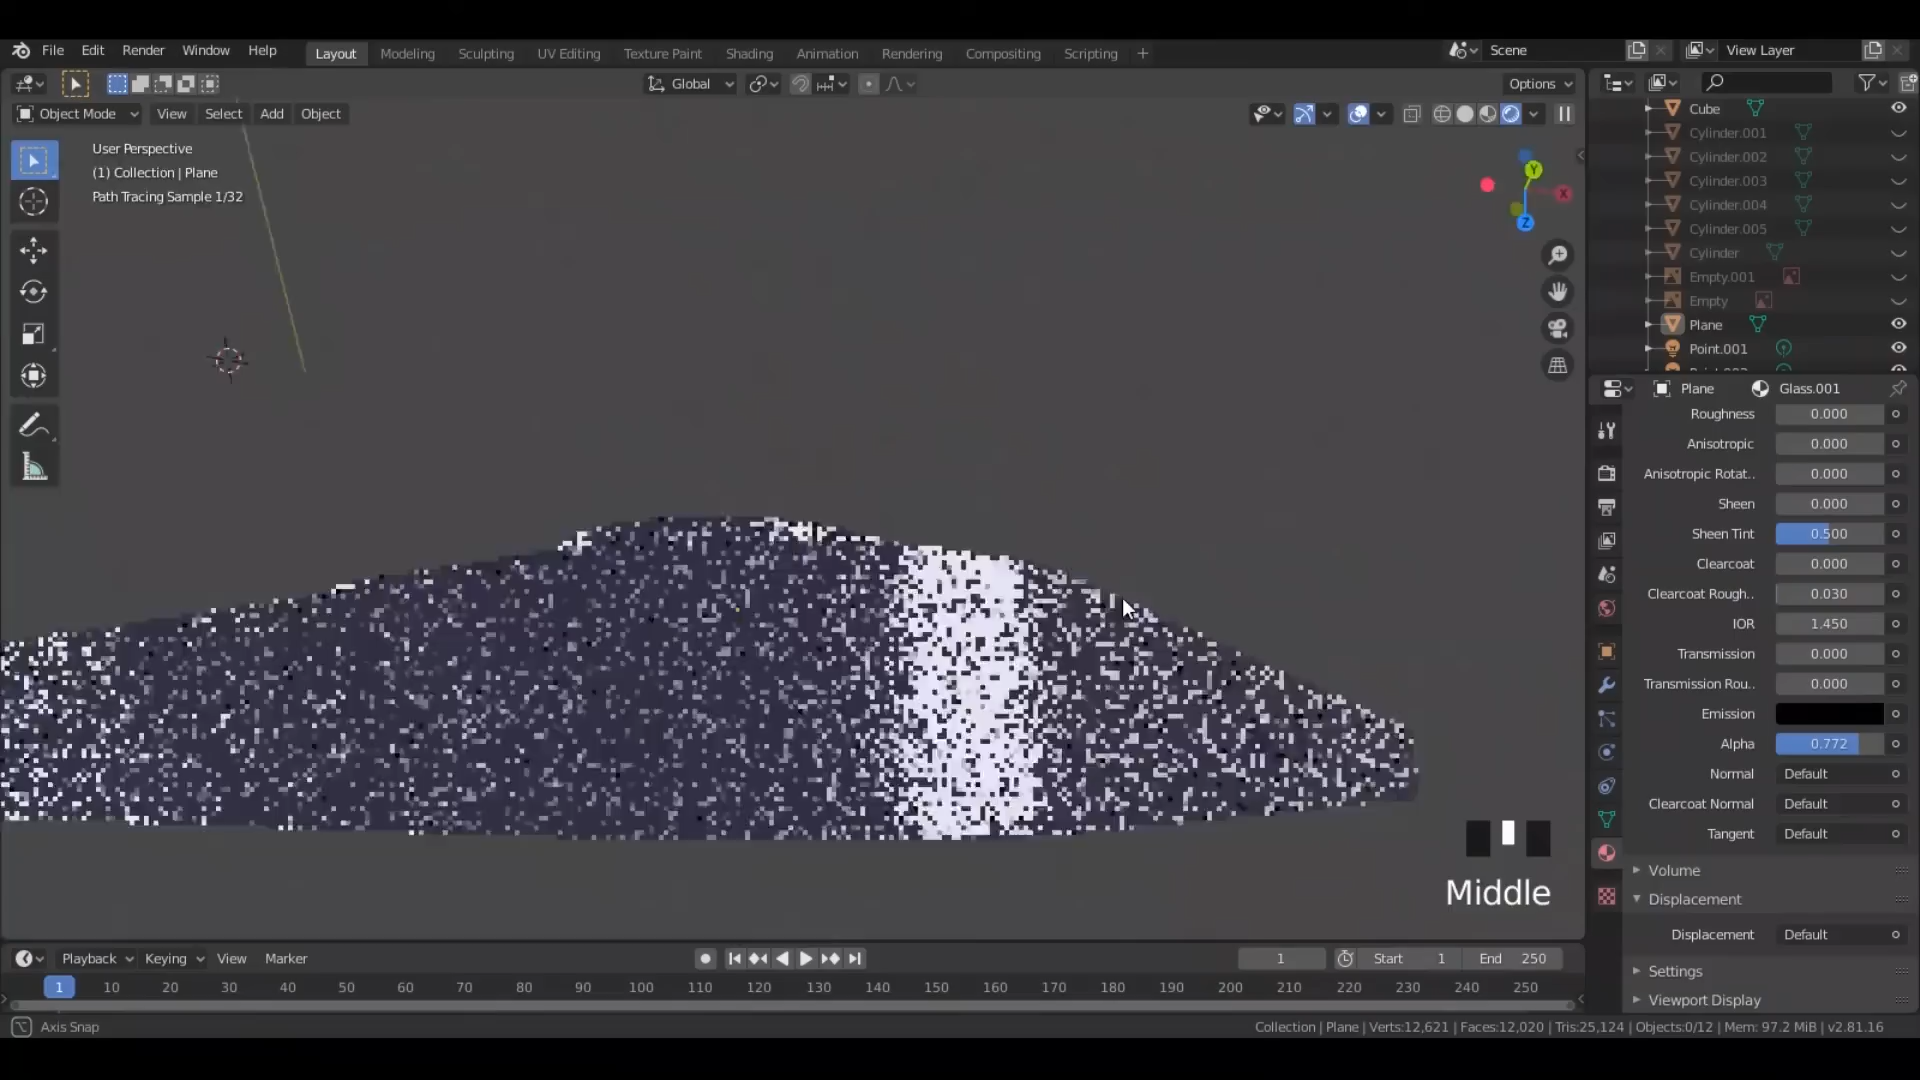 File Edit Render Window Help
Layout Modeling Sculpting UV Editing Texture Paint Shading Animation Rendering Compositing Scripting +
Scene
View Layer
Global
Options
Object Mode View Select Add Object
User Perspective
(1) Collection | Plane
Path Tracing Sample 1/32
Y
X
Z
Cube
Cylinder.001
Cylinder.002
Cylinder.003
Cylinder.004
Cylinder.005
Cylinder
Empty.001
Empty
Plane
Point.001
Plane Glass.001
Roughness 0.000
Anisotropic 0.000
Anisotropic Rotat.. 0.000
Sheen 0.000
Sheen Tint 0.500
Clearcoat 0.000
Clearcoat Rough.. 0.030
IOR 1.450
Transmission 0.000
Transmission Rou.. 0.000
Emission
Alpha 0.772
Normal Default
Clearcoat Normal Default
Tangent Default
Volume
Displacement
Displacement Default
Settings
Viewport Display
Middle
Playback Keying View Marker
1 Start 1 End 250
1 10 20 30 40 50 60 70 80 90 100 110 120 130 140 150 160 170 180 190 200 210 220 230 240 250
Axis Snap
Collection | Plane | Verts:12,621 | Faces:12,020 | Tris:25,124 | Objects:0/12 | Mem: 97.2 MiB | v2.81.16